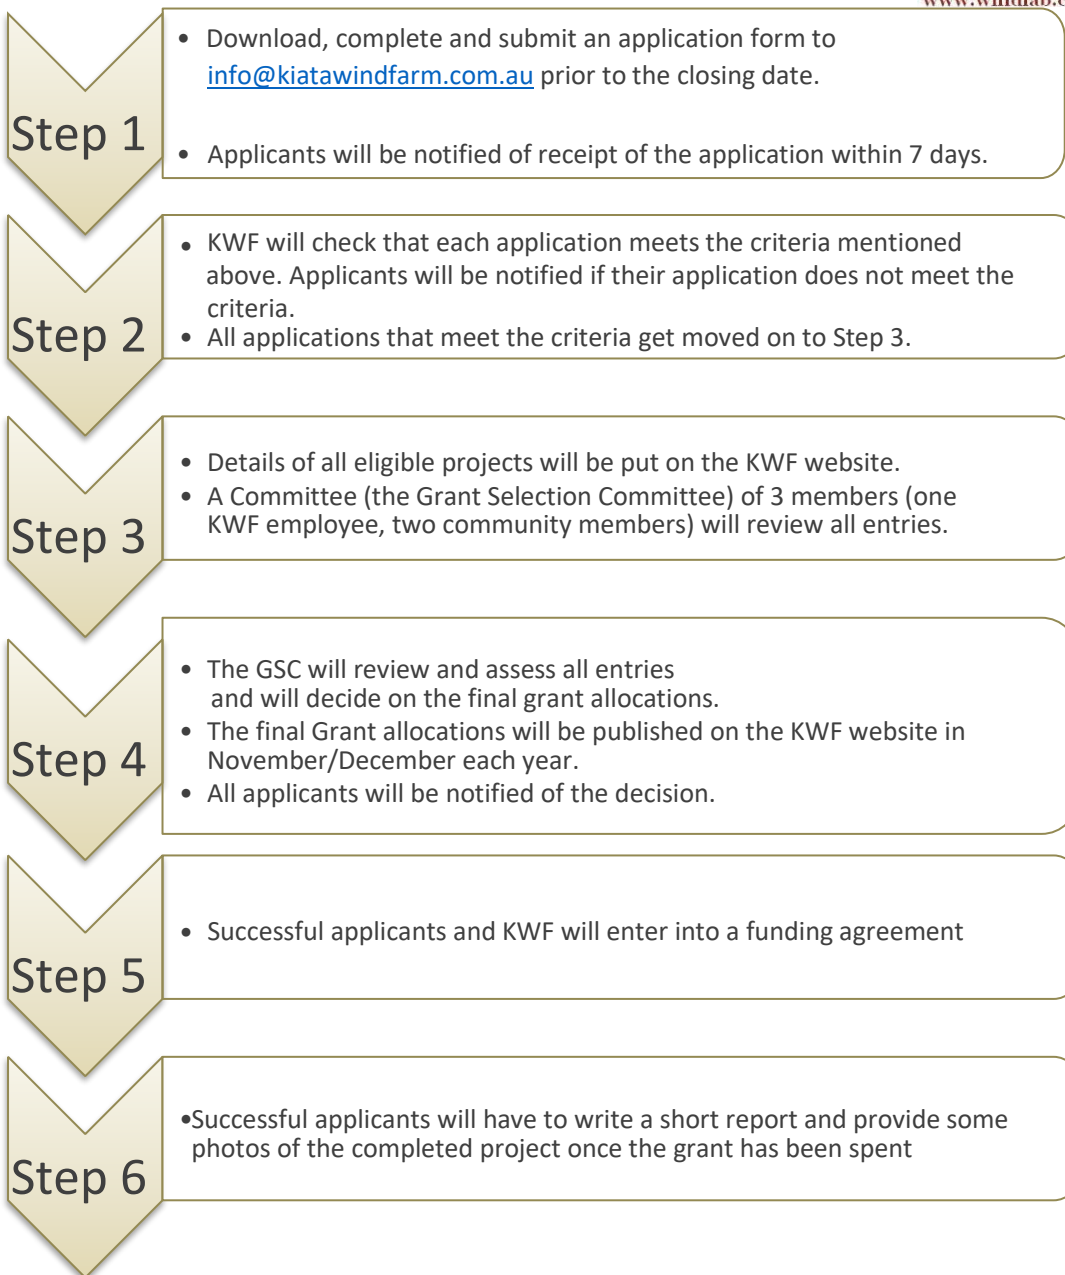 www.windlab.c
• Download, complete and submit an application form to
info@kiatawindfarm.com.au prior to the closing date.
Step 1
• Applicants will be notified of receipt of the application within 7 days.
• KWF will check that each application meets the criteria mentioned
above. Applicants will be notified if their application does not meet the
criteria.
Step 2
• All applications that meet the criteria get moved on to Step 3.
• Details of all eligible projects will be put on the KWF website.
• A Committee (the Grant Selection Committee) of 3 members (one
KWF employee, two community members) will review all entries.
Step 3
• The GSC will review and assess all entries
and will decide on the final grant allocations.
• The final Grant allocations will be published on the KWF website in
November/December each year.
Step 4
• All applicants will be notified of the decision.
• Successful applicants and KWF will enter into a funding agreement
Step 5
•Successful applicants will have to write a short report and provide some
photos of the completed project once the grant has been spent
Step 6